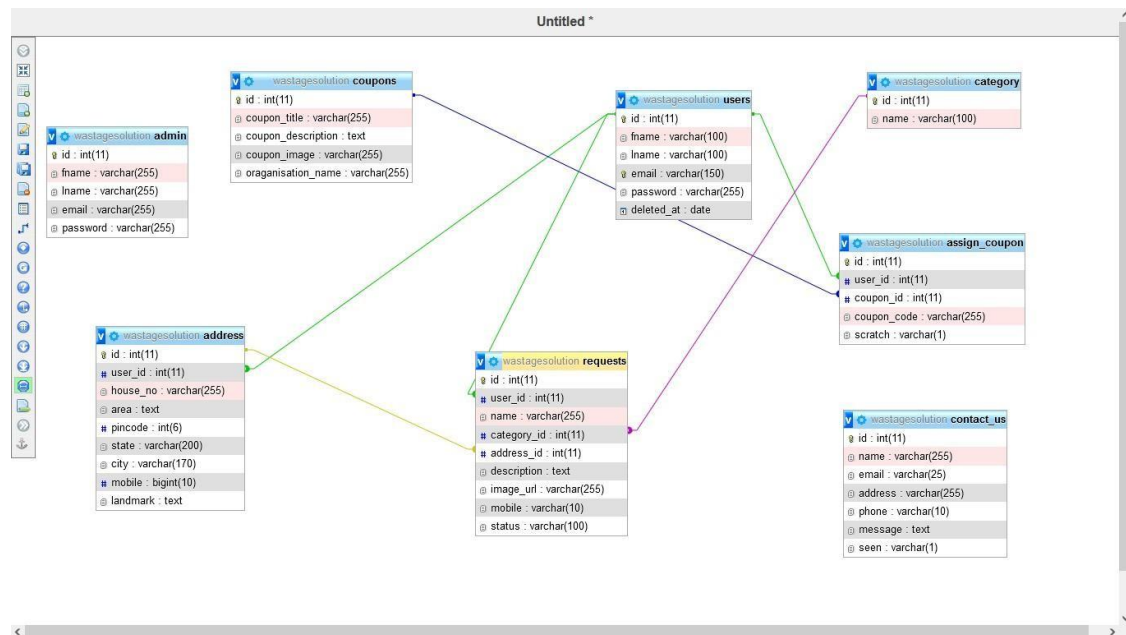 Untitled *
wastagesolution coupons
id : int(11)
coupon_title : varchar(255)
coupon_description : text
coupon_image : varchar(255)
oraganisation_name : varchar(255)
wastagesolution users
id : int(11)
fname : varchar(100)
lname : varchar(100)
email : varchar(150)
password : varchar(255)
deleted_at : date
wastagesolution category
id : int(11)
name : varchar(100)
wastagesolution admin
id : int(11)
fname : varchar(255)
lname : varchar(255)
email : varchar(255)
password : varchar(255)
wastagesolution assign_coupon
id : int(11)
user_id : int(11)
coupon_id : int(11)
coupon_code : varchar(255)
scratch : varchar(1)
wastagesolution address
id : int(11)
user_id : int(11)
house_no : varchar(255)
area : text
pincode : int(6)
state : varchar(200)
city : varchar(170)
mobile : bigint(10)
landmark : text
wastagesolution requests
id : int(11)
user_id : int(11)
name : varchar(255)
category_id : int(11)
address_id : int(11)
description : text
image_url : varchar(255)
mobile : varchar(10)
status : varchar(100)
wastagesolution contact_us
id : int(11)
name : varchar(255)
email : varchar(25)
address : varchar(255)
phone : varchar(10)
message : text
seen : varchar(1)